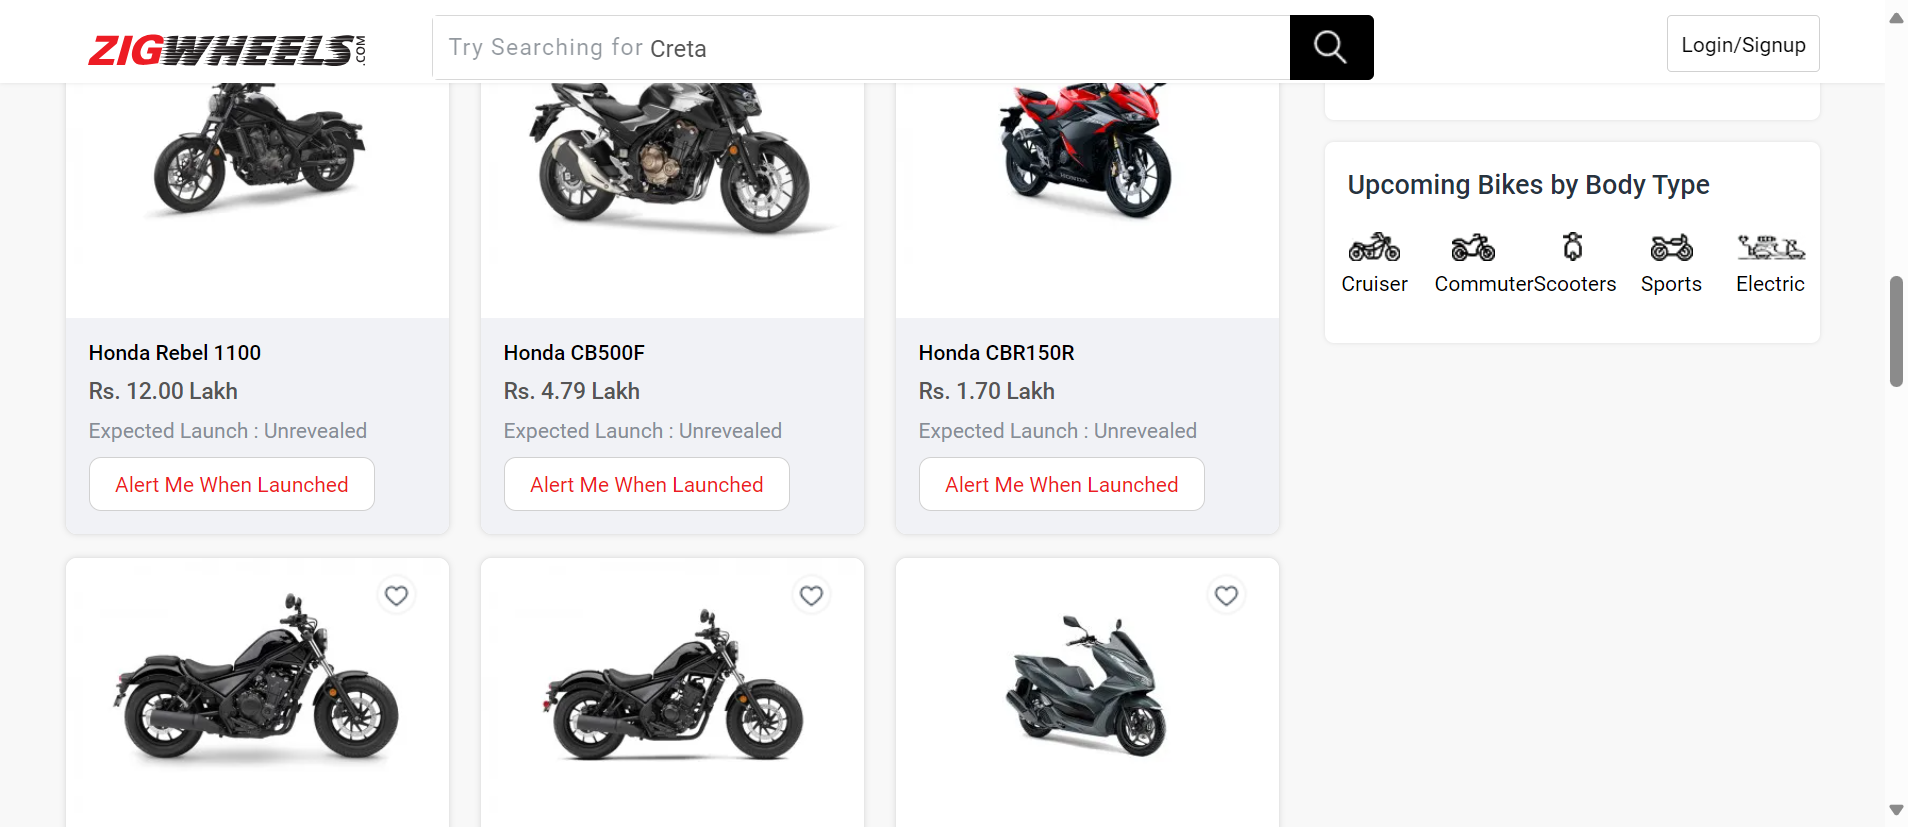 ZIGWHEELS.COM
Try Searching for Creta
Login/Signup
HONDA
Honda Rebel 1100
Rs. 12.00 Lakh
Expected Launch : Unrevealed
Alert Me When Launched
Honda CB500F
Rs. 4.79 Lakh
Expected Launch : Unrevealed
Alert Me When Launched
Honda CBR150R
Rs. 1.70 Lakh
Expected Launch : Unrevealed
Alert Me When Launched
Upcoming Bikes by Body Type
Cruiser
Commuter
Scooters
Sports
Electric